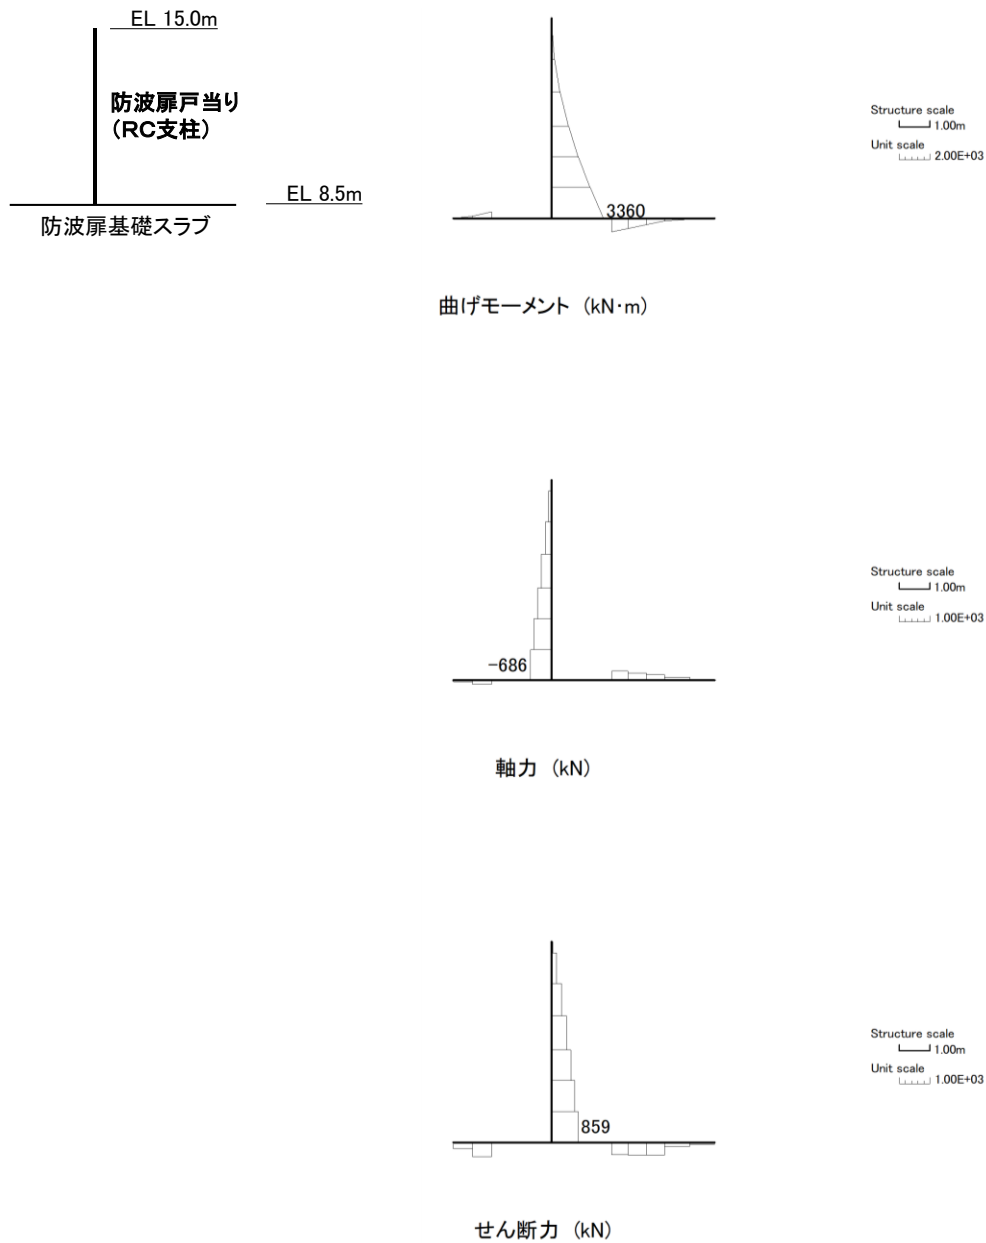 EL 15.0m
防波扉戸当り
（RC支柱）
EL 8.5m
防波扉基礎スラブ
3360
Structure scale
1.00m
Unit scale
2.00E+03
曲げモーメント (kN･m)
-686
Structure scale
1.00m
Unit scale
1.00E+03
軸力 (kN)
859
Structure scale
1.00m
Unit scale
1.00E+03
せん断力 (kN)